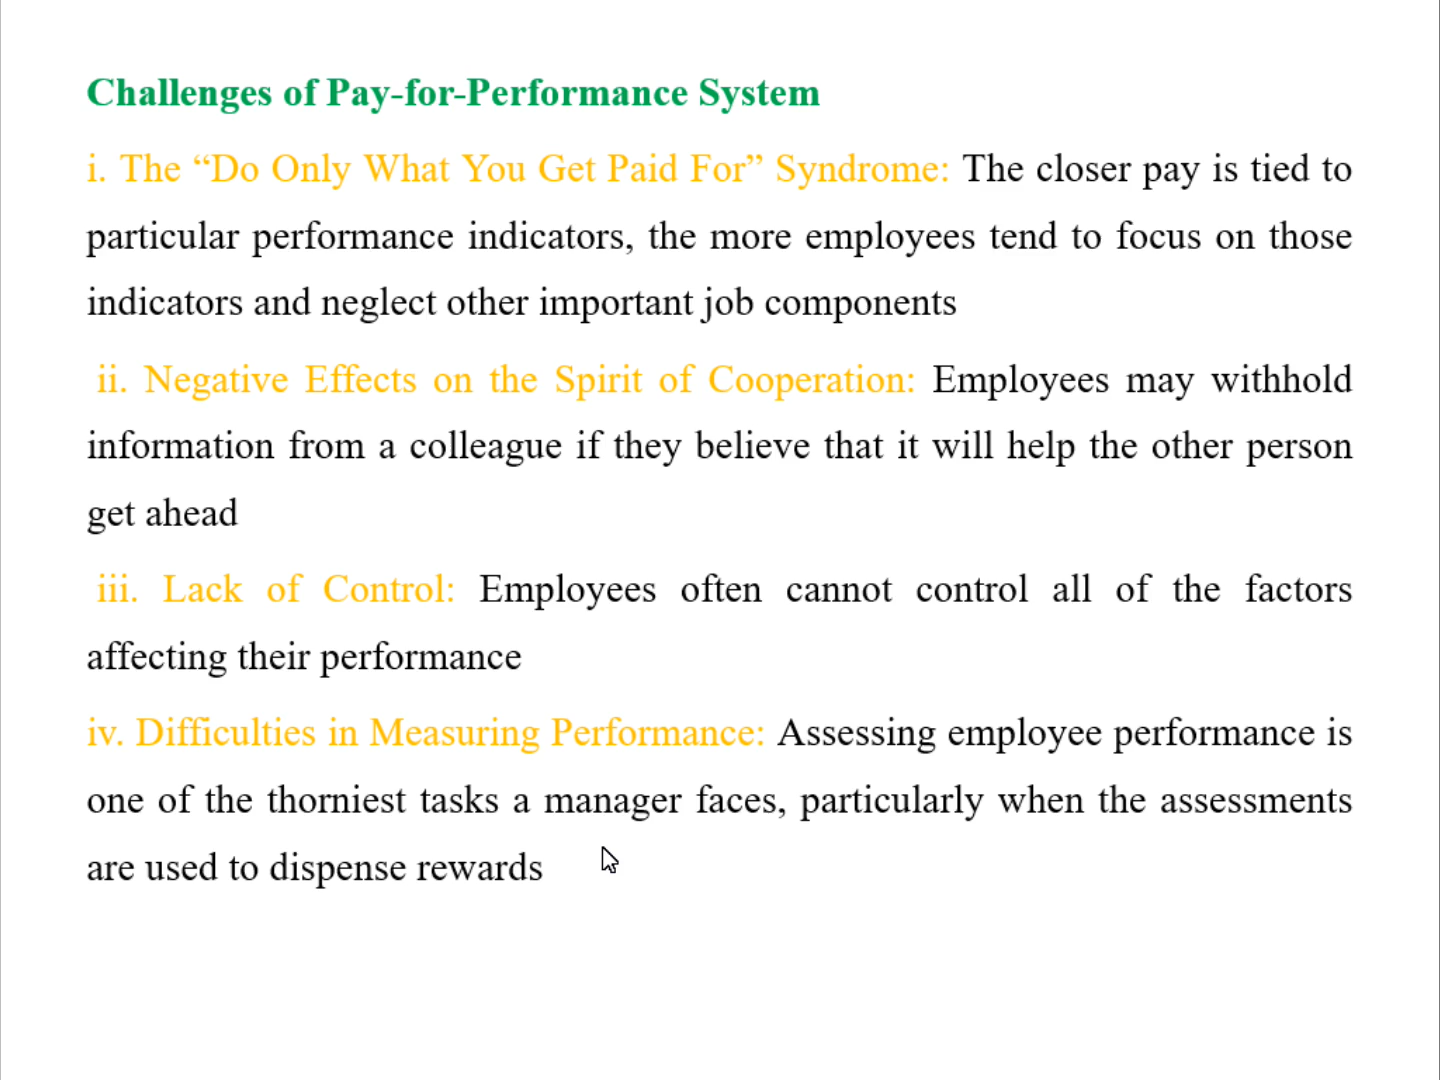 Challenges of Pay-for-Performance System
i. The “Do Only What You Get Paid For” Syndrome: The closer pay is tied to
particular performance indicators, the more employees tend to focus on those
indicators and neglect other important job components
ii. Negative Effects on the Spirit of Cooperation: Employees may withhold
information from a colleague if they believe that it will help the other person
get ahead
iii. Lack of Control: Employees often cannot control all of the factors
affecting their performance
iv. Difficulties in Measuring Performance: Assessing employee performance is
one of the thorniest tasks a manager faces, particularly when the assessments
are used to dispense rewards